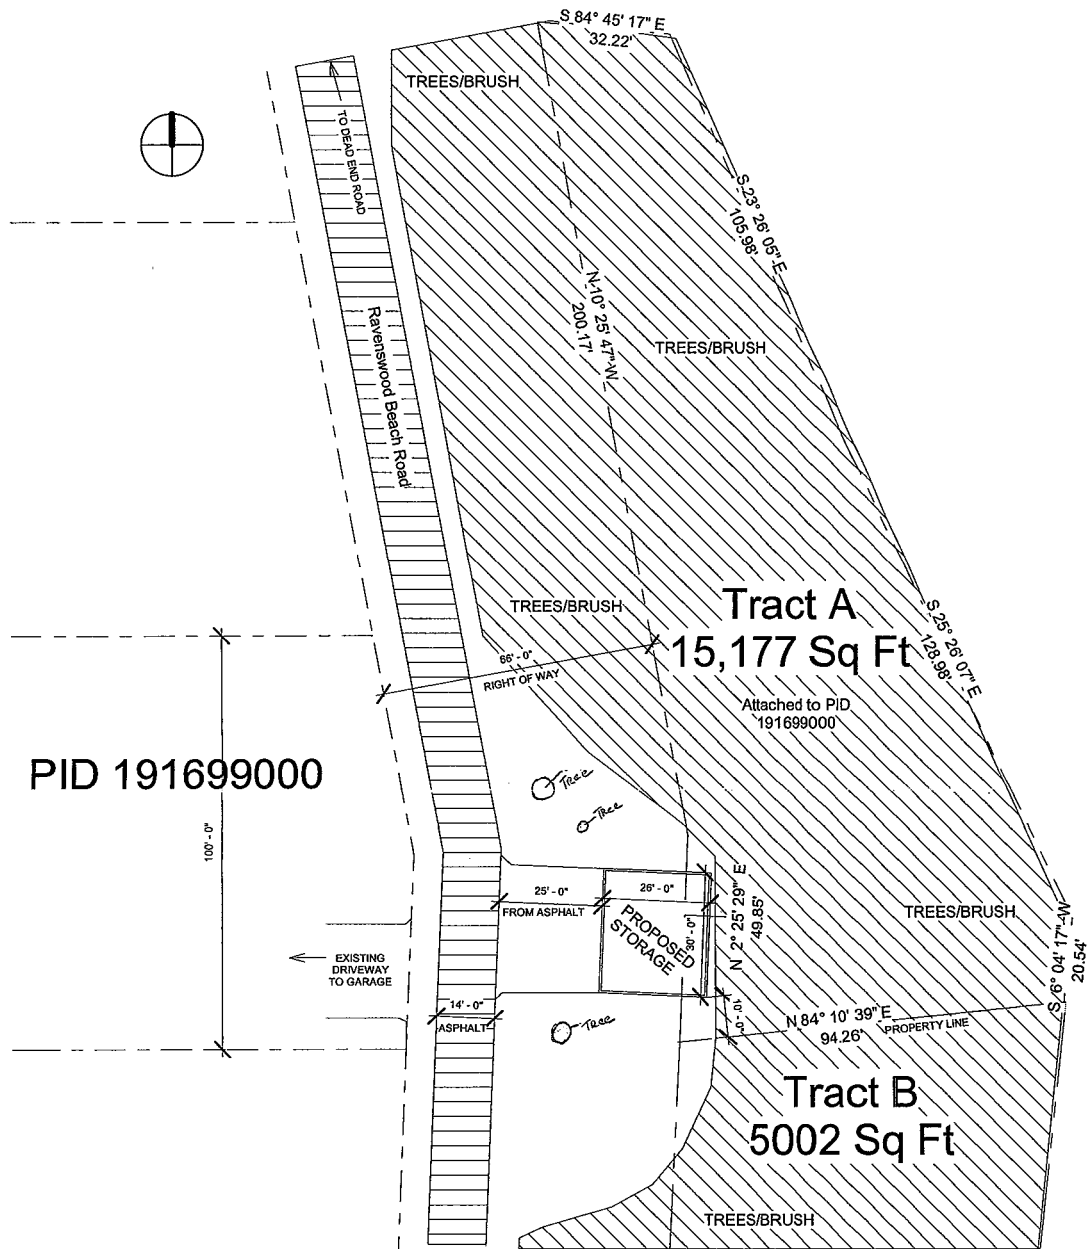 S 84° 45' 17" E
32.22'
TREES/BRUSH
TO DEAD END ROAD
S 23° 26' 05" E
105.98'
N 10° 25' 47" W
200.17'
Ravenswood Beach Road
TREES/BRUSH
TREES/BRUSH
Tract A
15,177 Sq Ft
S 25° 26' 07" E
128.98'
66' - 0"
RIGHT OF WAY
Attached to PID
191699000
PID 191699000
100' - 0"
Tree
Tree
25' - 0"
FROM ASPHALT
26' - 0"
PROPOSED
STORAGE
30' - 0"
N 2° 25' 29" E
49.85'
TREES/BRUSH
S 6° 04' 17" W
20.54'
EXISTING
DRIVEWAY
TO GARAGE
14' - 0"
ASPHALT
Tree
10' - 0"
N 84° 10' 39" E
94.26'
PROPERTY LINE
Tract B
5002 Sq Ft
TREES/BRUSH